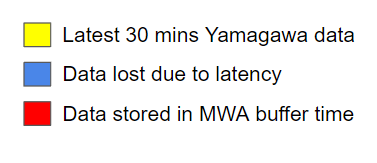 Latest 30 mins Yamagawa data
Data lost due to latency
Data stored in MWA buffer time